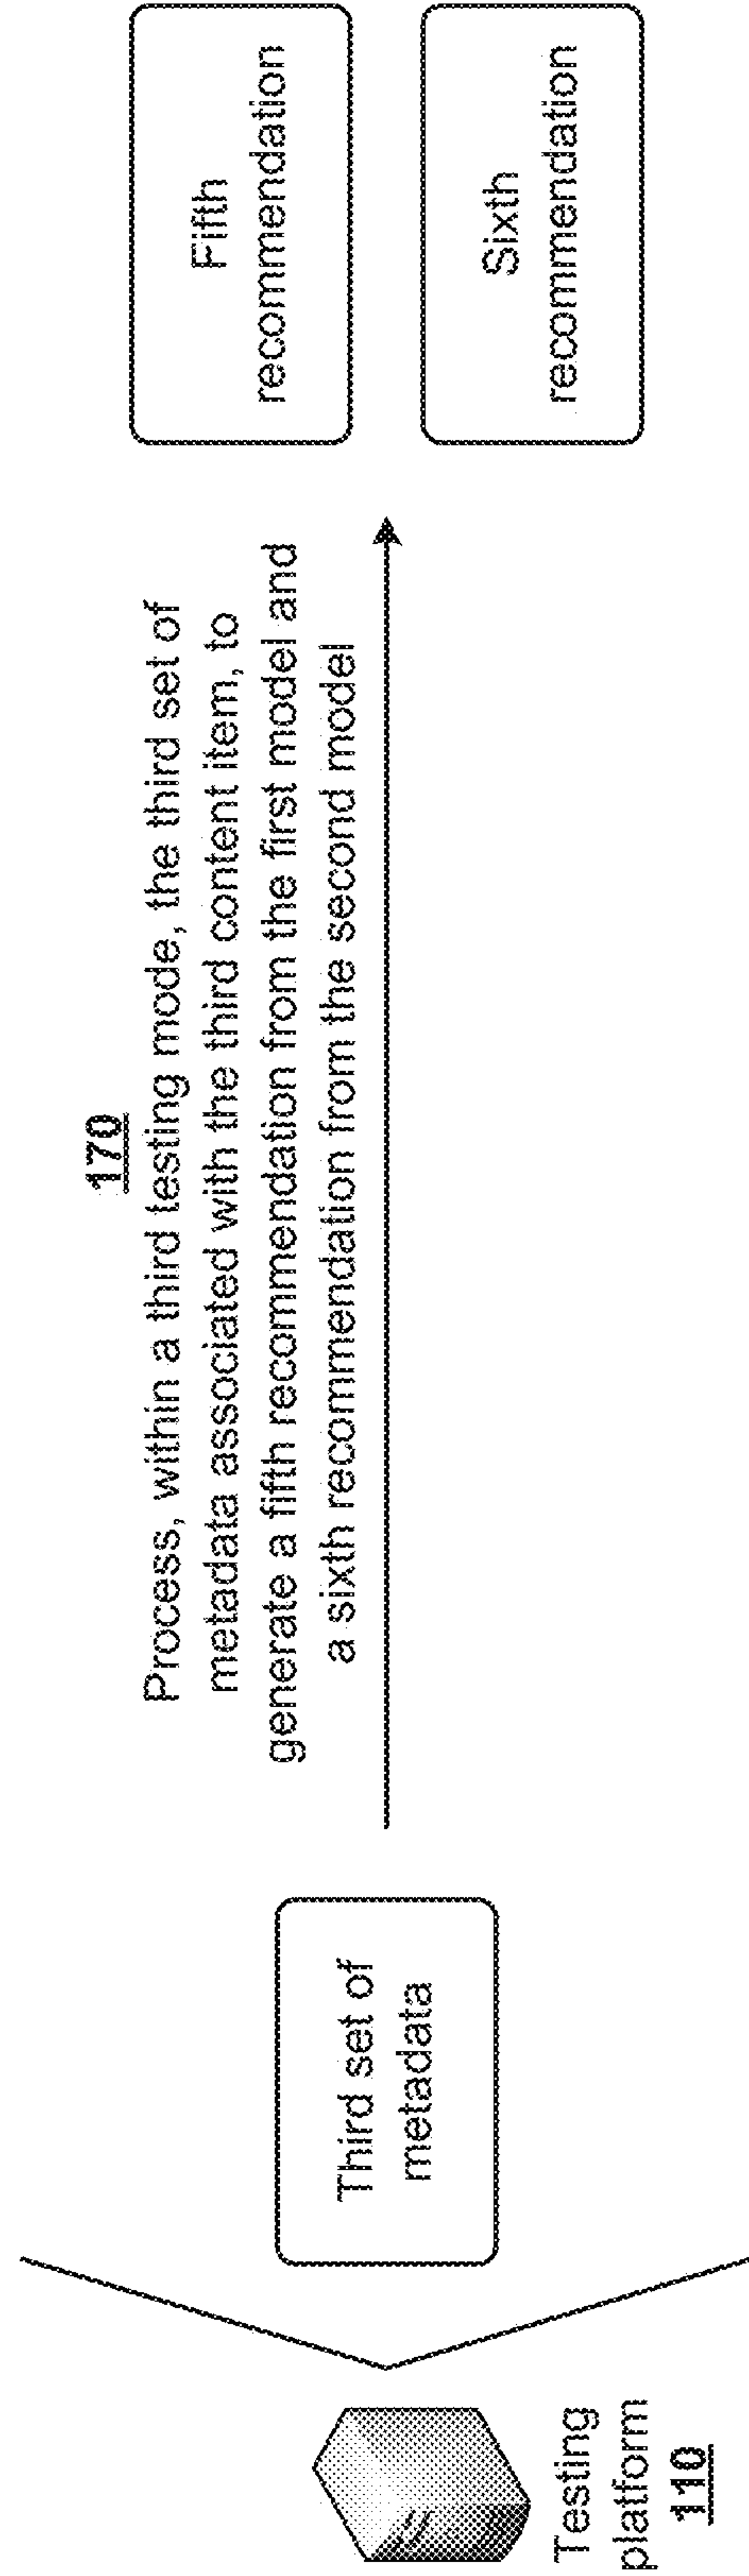 170
Process, within a third testing mode, the third set of
metadata associated with the third content item, to
generate a fifth recommendation from the first model and
a sixth recommendation from the second model
Testing
platform
110
Third set of
metadata
Fifth
recommendation
Sixth
recommendation